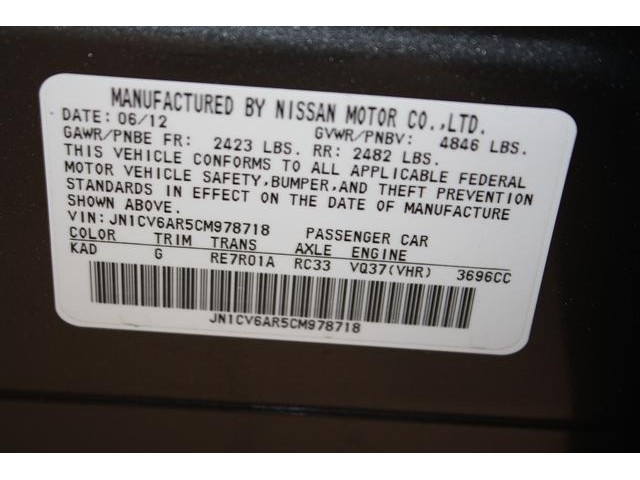 MANUFACTURED BY NISSAN MOTOR CO.,LTD.
DATE: 06/12 GVWR/PNBV: 4846 LBS.
GAWR/PNBE FR: 2423 LBS. RR: 2482 LBS.
THIS VEHICLE CONFORMS TO ALL APPLICABLE FEDERAL
MOTOR VEHICLE SAFETY,BUMPER,AND THEFT PREVENTION
STANDARDS IN EFFECT ON THE DATE OF MANUFACTURE
SHOWN ABOVE.
VIN: JN1CV6AR5CM978718 PASSENGER CAR
COLOR TRIM TRANS AXLE ENGINE
KAD G RE7R01A RC33 VQ37(VHR) 3696CC
JN1CV6AR5CM978718